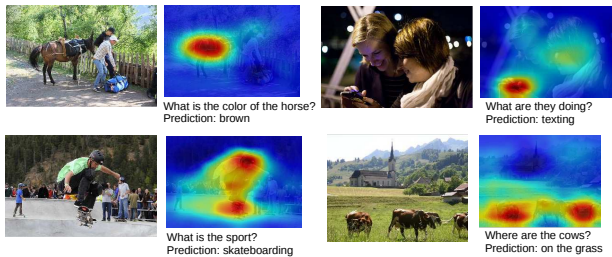 What is the color of the horse?
Prediction: brown
What are they doing?
Prediction: texting
What is the sport?
Prediction: skateboarding
Where are the cows?
Prediction: on the grass